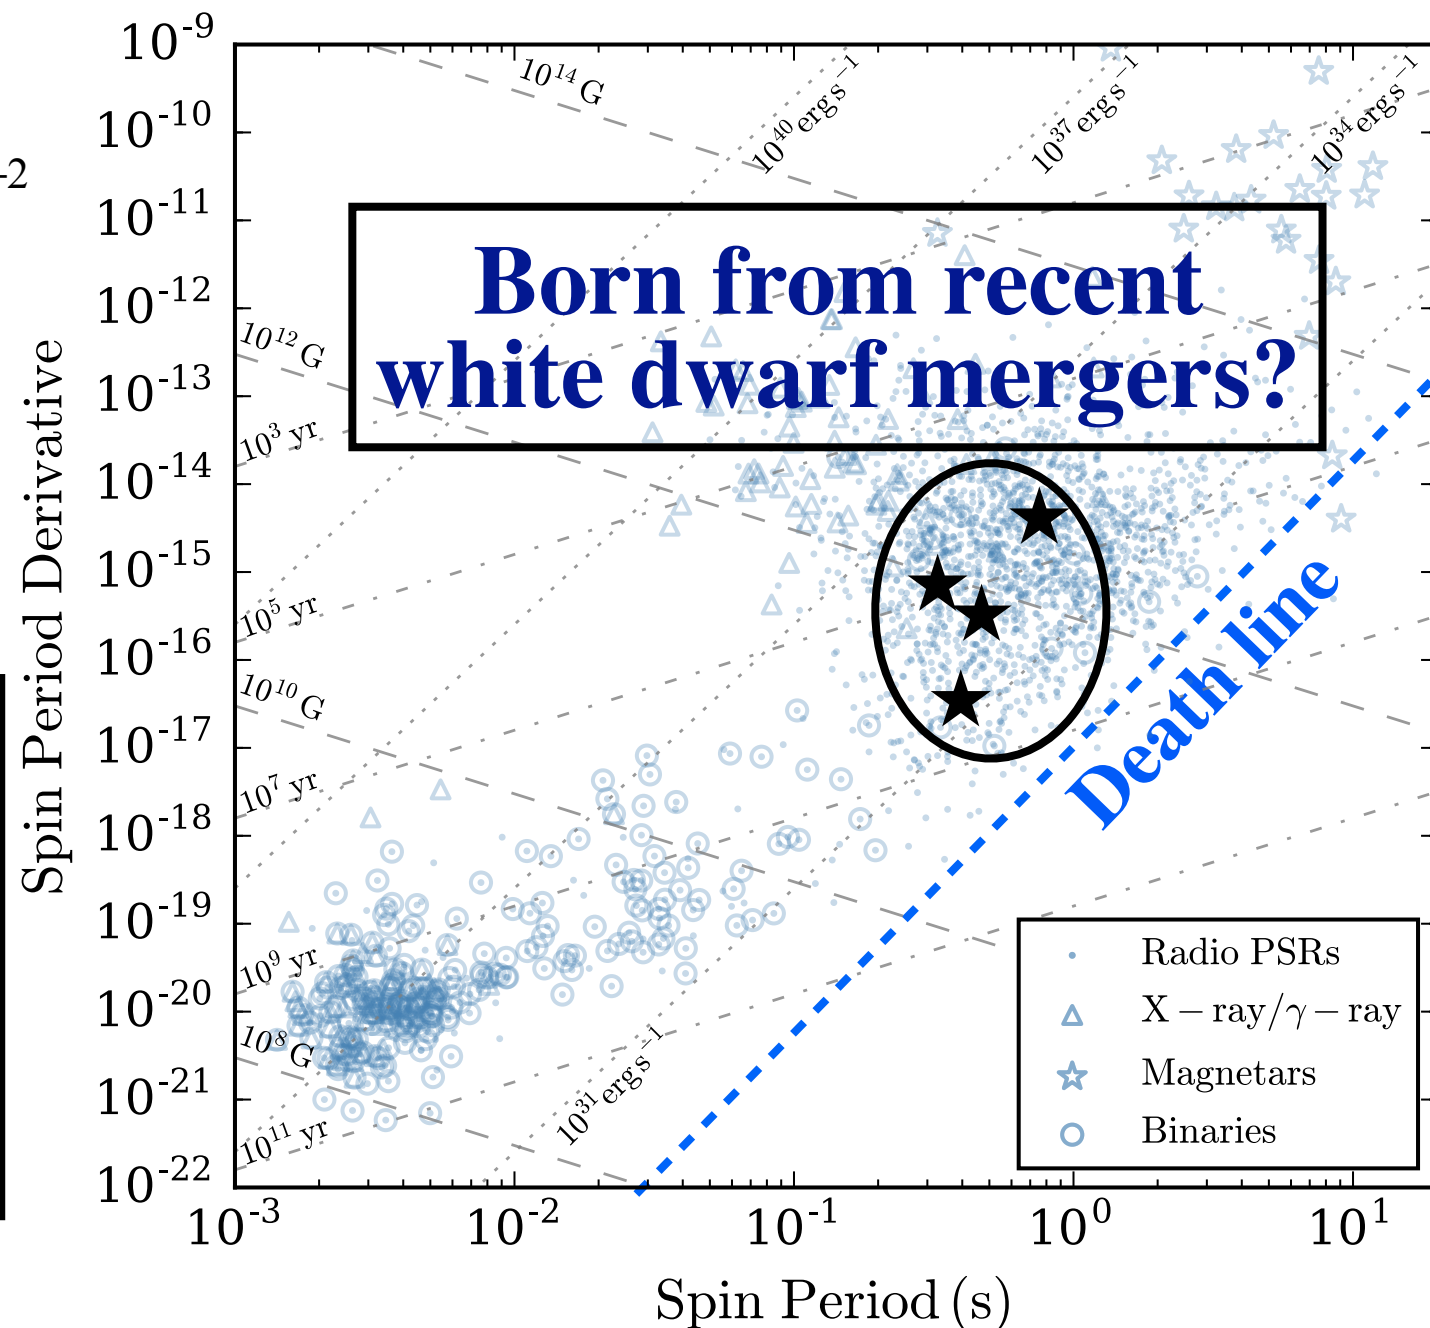 -2
10^-9
10^-10
10^-11
10^-12
10^-13
10^-14
10^-15
10^-16
10^-17
10^-18
10^-19
10^-20
10^-21
10^-22
Spin Period Derivative
10^14 G
10^40 erg s^−1
10^37 erg s^−1
10^34 erg s^−1
Born from recent
white dwarf mergers?
10^12 G
10^3 yr
10^5 yr
10^10 G
10^7 yr
10^9 yr
10^8 G
10^11 yr
10^31 erg s^−1
Death line
Radio PSRs
X − ray/γ − ray
Magnetars
Binaries
10^-3
10^-2
10^-1
10^0
10^1
Spin Period (s)